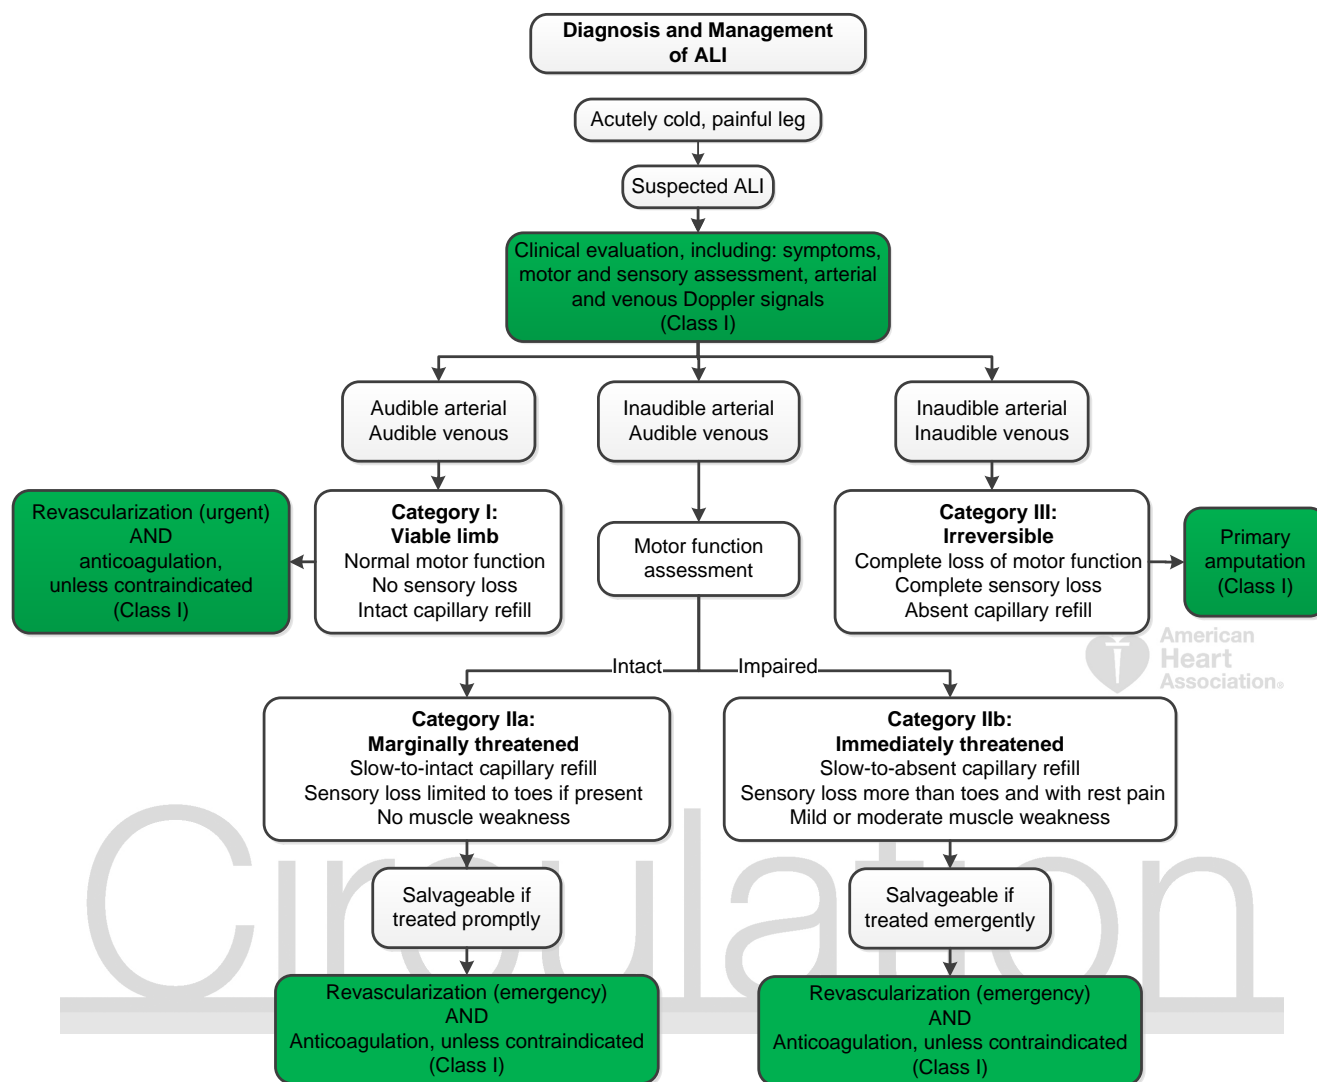 Diagnosis and Management
of ALI
Acutely cold, painful leg
Suspected ALI
Clinical evaluation, including: symptoms,
motor and sensory assessment, arterial
and venous Doppler signals
(Class I)
Audible arterial
Audible venous
Inaudible arterial
Audible venous
Inaudible arterial
Inaudible venous
Revascularization (urgent)
AND
anticoagulation,
unless contraindicated
(Class I)
Category I:
Viable limb
Normal motor function
No sensory loss
Intact capillary refill
Motor function
assessment
Category III:
Irreversible
Complete loss of motor function
Complete sensory loss
Absent capillary refill
Primary
amputation
(Class I)
American
Heart
Association®
Intact
Impaired
Category IIa:
Marginally threatened
Slow-to-intact capillary refill
Sensory loss limited to toes if present
No muscle weakness
Category IIb:
Immediately threatened
Slow-to-absent capillary refill
Sensory loss more than toes and with rest pain
Mild or moderate muscle weakness
Circulation
Salvageable if
treated promptly
Salvageable if
treated emergently
Revascularization (emergency)
AND
Anticoagulation, unless contraindicated
(Class I)
Revascularization (emergency)
AND
Anticoagulation, unless contraindicated
(Class I)